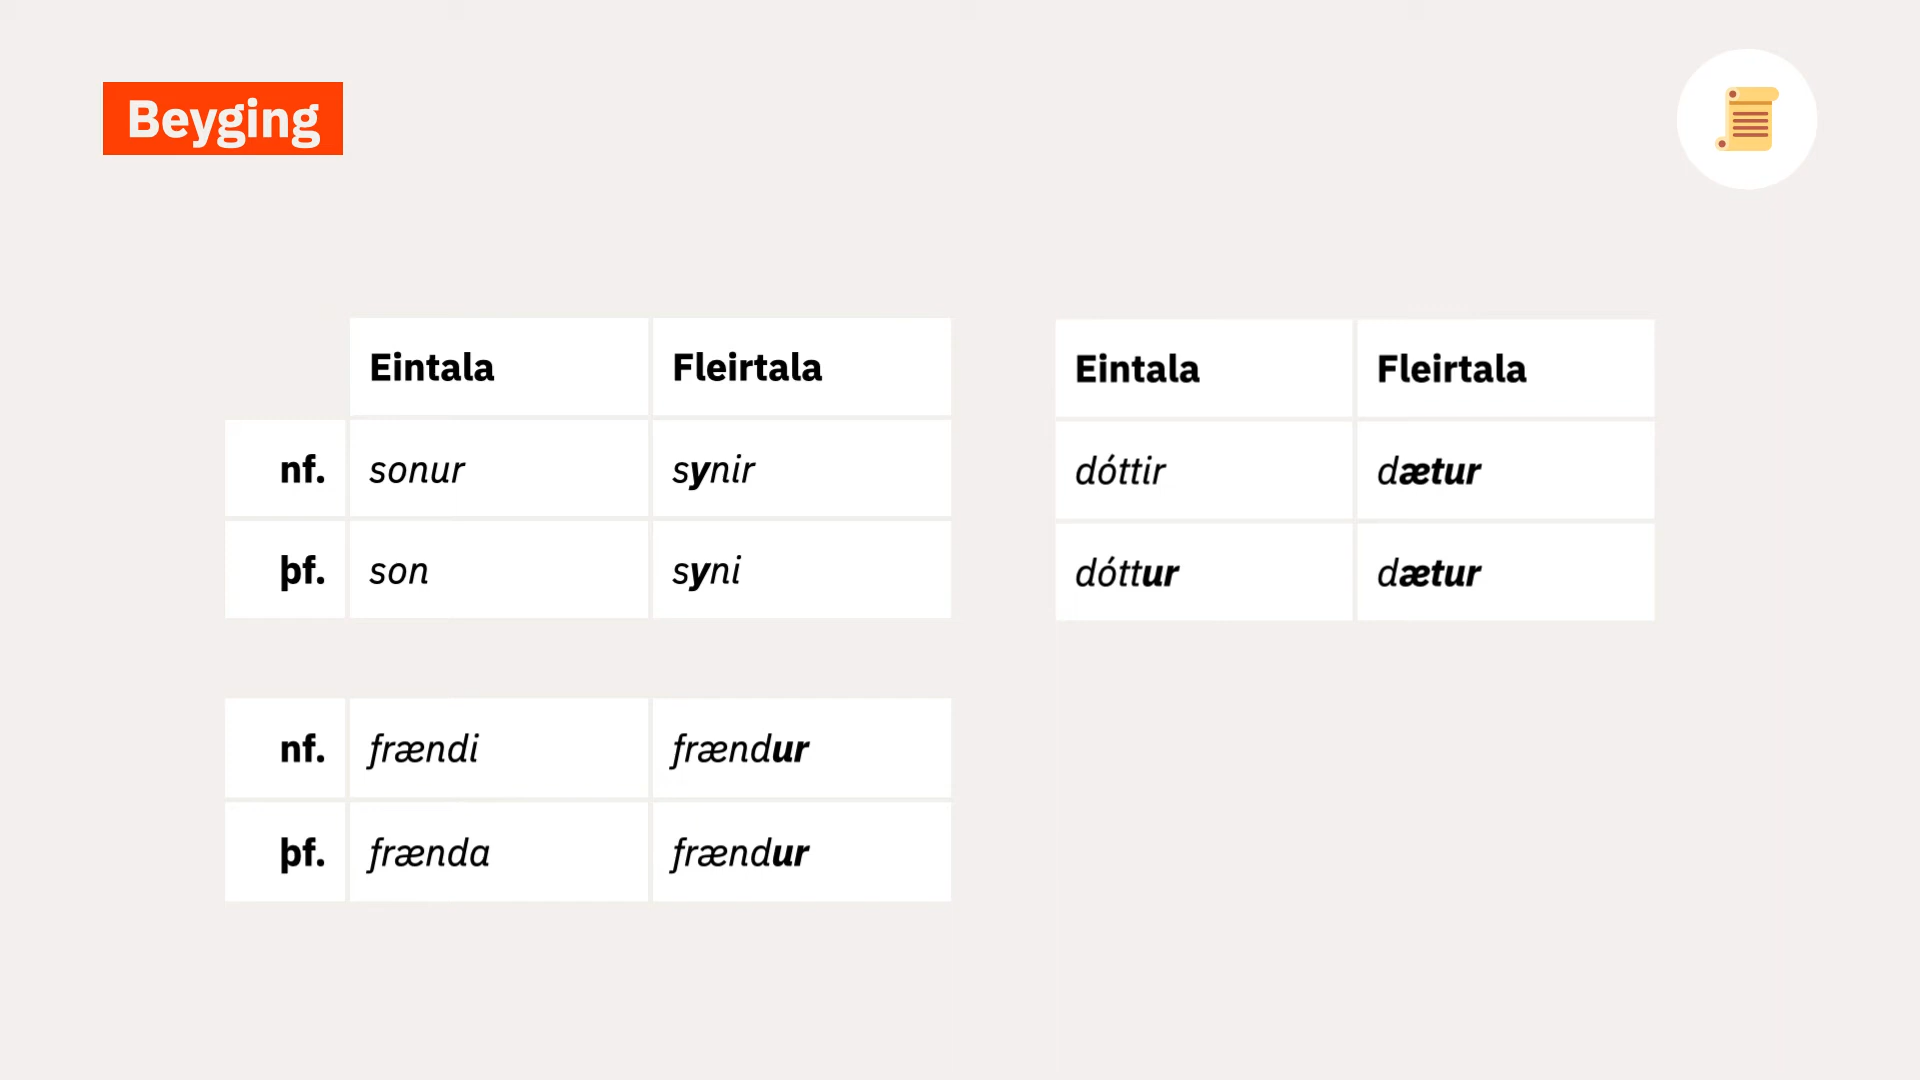 Beyging
Eintala Fleirtala
nf. sonur synir
þf. son syni
Eintala Fleirtala
dóttir dætur
dóttur dætur
nf. frændi frændur
þf. frænda frændur